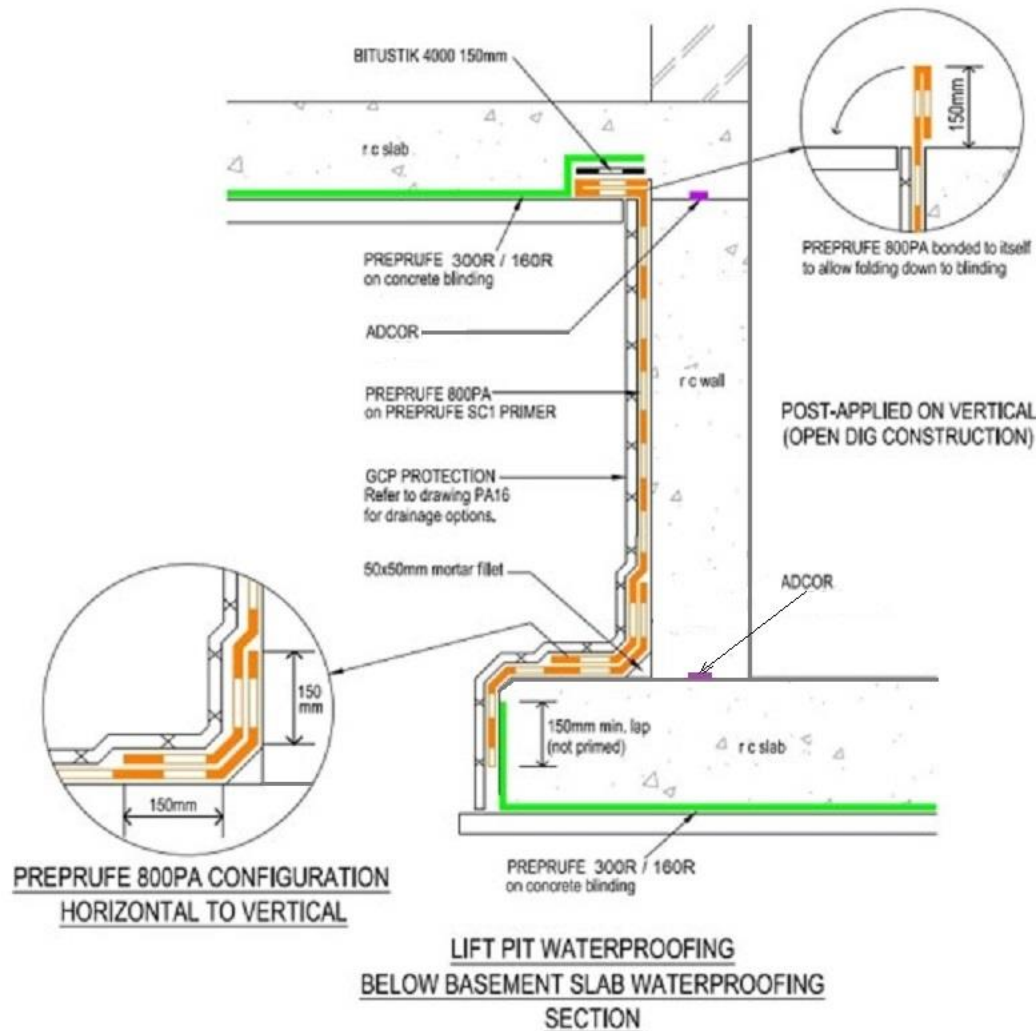 BITUSTIK 4000 150mm
r c slab
150mm
PREPRUFE 800PA bonded to itself
to allow folding down to blinding
PREPRUFE 300R / 160R
on concrete blinding
ADCOR
PREPRUFE 800PA
on PREPRUFE SC1 PRIMER
r c wall
POST-APPLIED ON VERTICAL
(OPEN DIG CONSTRUCTION)
GCP PROTECTION
Refer to drawing PA16
for drainage options.
50x50mm mortar fillet
ADCOR
150
mm
150mm
150mm min. lap
(not primed)
r c slab
PREPRUFE 300R / 160R
on concrete blinding
PREPRUFE 800PA CONFIGURATION
HORIZONTAL TO VERTICAL
LIFT PIT WATERPROOFING
BELOW BASEMENT SLAB WATERPROOFING
SECTION